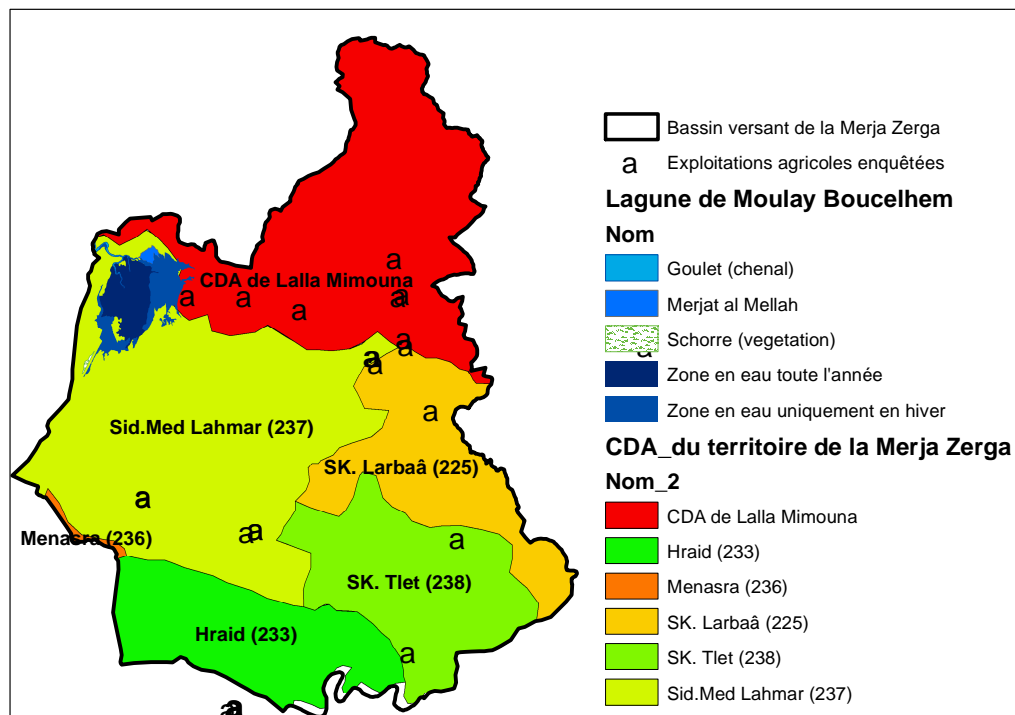 Bassin versant de la Merja Zerga
a Exploitations agricoles enquêtées
Lagune de Moulay Boucelhem
Nom
Goulet (chenal)
Merjat al Mellah
Schorre (vegetation)
a
Zone en eau toute l'année
Zone en eau uniquement en hiver
CDA_du territoire de la Merja Zerga
Nom_2
CDA de Lalla Mimouna
Hraid (233)
Menasra (236)
SK. Larbaâ (225)
SK. Tlet (238)
Sid.Med Lahmar (237)
a
CDA de Lalla Mimouna
a a a a a
a
a
a a
a
Sid.Med Lahmar (237)
SK. Larbaâ (225)
a
a a
Menasra (236)
a
SK. Tlet (238)
Hraid (233)
a
a a